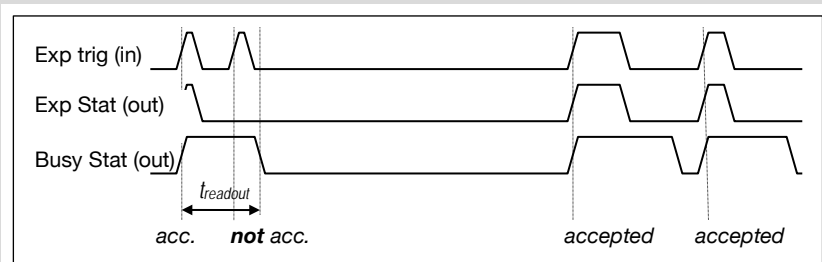 Exp trig (in)
Exp Stat (out)
Busy Stat (out)
treadout
acc. not acc. accepted accepted